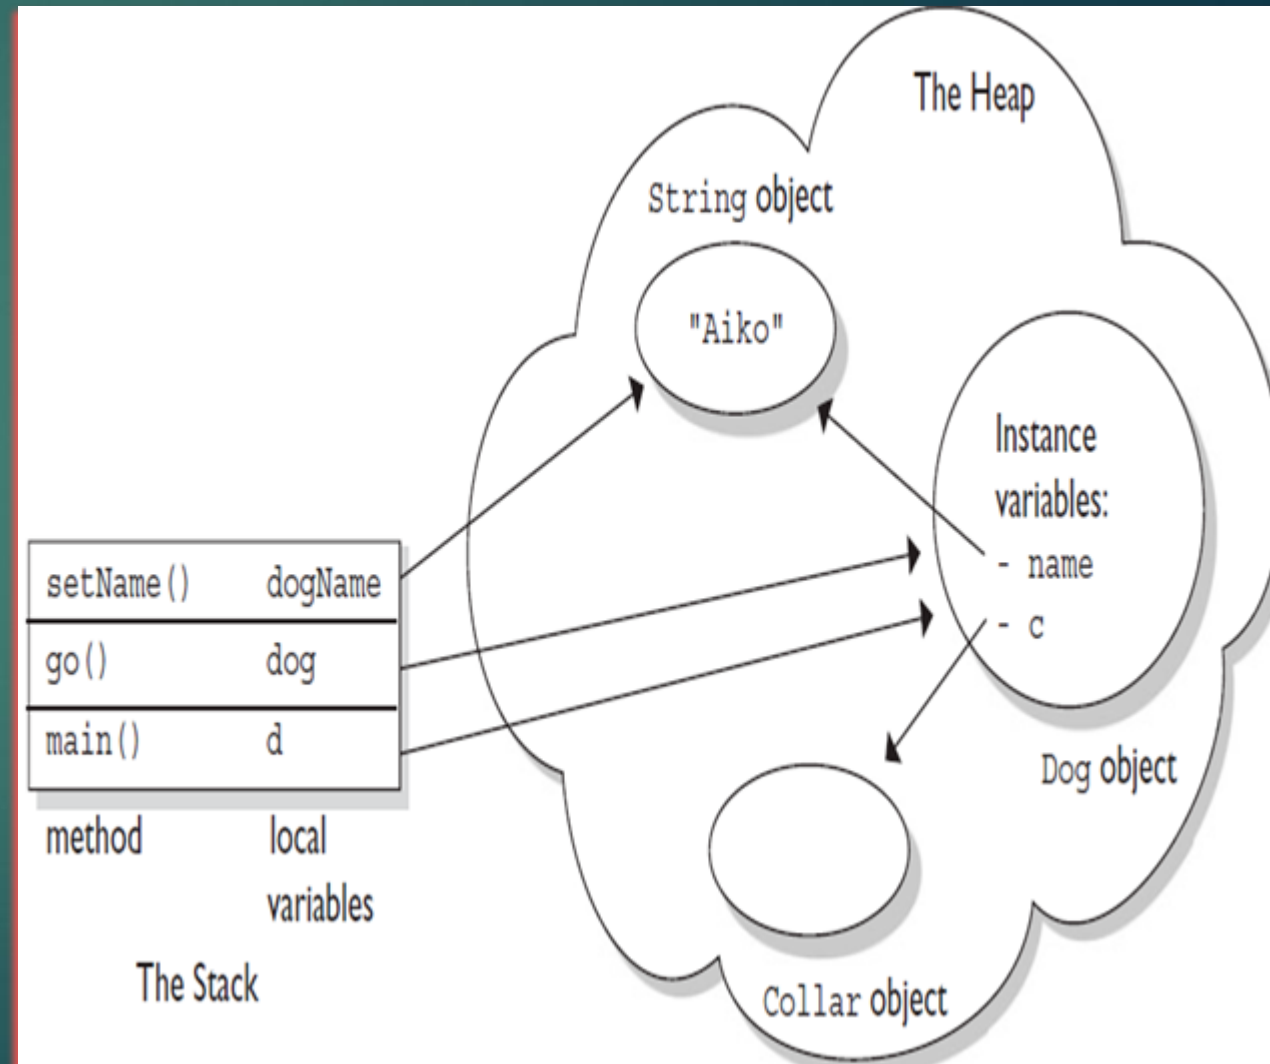 The Heap
String object
"Aiko"
Instance
variables:
- name
- c
Dog object
Collar object
setName() dogName
go() dog
main() d
method local
variables
The Stack